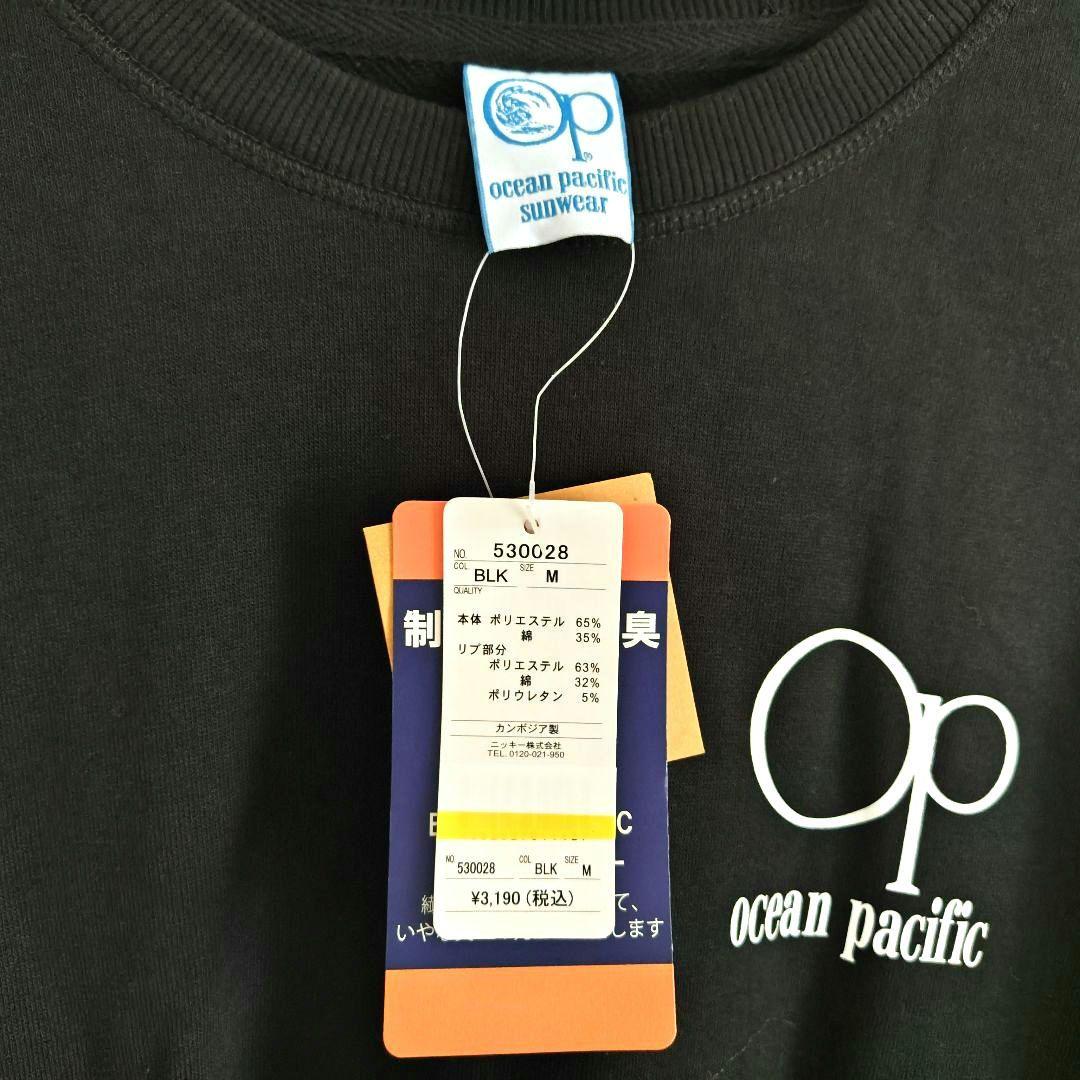 Op
ocean pacific
sunwear
NO. 530028
COL BLK SIZE M
QUALITY
本体 ポリエステル 65%
綿 35%
リブ部分
ポリエステル 63%
綿 32%
ポリウレタン 5%
カンボジア製
ニッキー株式会社
TEL. 0120-021-950
NO. 530028 COL BLK SIZE M
¥3,190(税込)
制 臭
て、
いや します
Op
ocean pacific